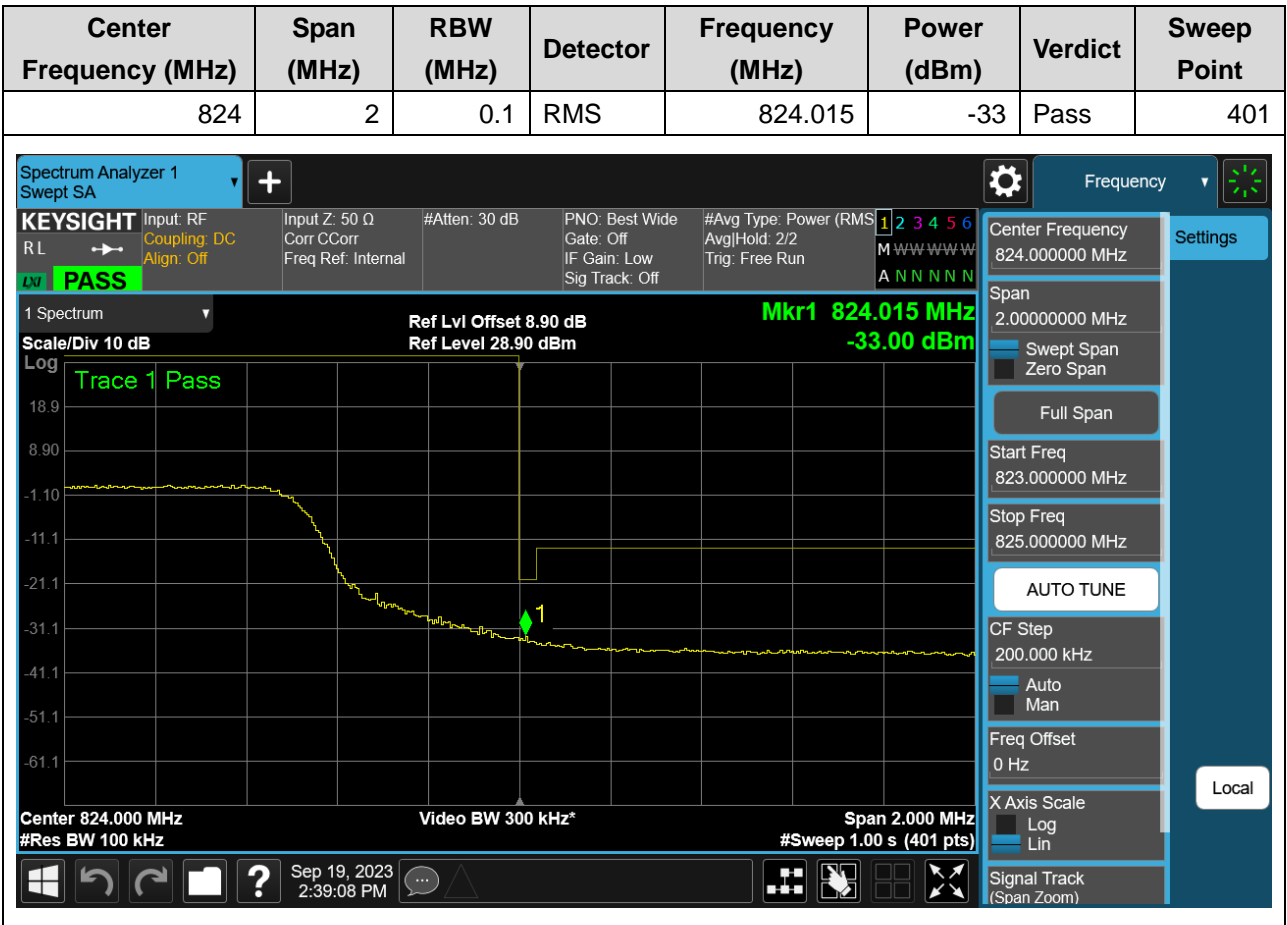 Center Frequency (MHz) Span (MHz) RBW (MHz) Detector Frequency (MHz) Power (dBm) Verdict Sweep Point
824 2 0.1 RMS 824.015 -33 Pass 401
Spectrum Analyzer 1
Swept SA
Frequency
KEYSIGHT
R L
LXI PASS
Input: RF
Coupling: DC
Align: Off
Input Z: 50 Ω
Corr CCorr
Freq Ref: Internal
#Atten: 30 dB
PNO: Best Wide
Gate: Off
IF Gain: Low
Sig Track: Off
#Avg Type: Power (RMS
Avg|Hold: 2/2
Trig: Free Run
1 2 3 4 5 6
M W W W W W
A N N N N N
1 Spectrum
Scale/Div 10 dB
Ref Lvl Offset 8.90 dB
Ref Level 28.90 dBm
Mkr1 824.015 MHz
-33.00 dBm
Log
Trace 1 Pass
18.9
8.90
-1.10
-11.1
-21.1
-31.1
-41.1
-51.1
-61.1
1
Center 824.000 MHz
#Res BW 100 kHz
Video BW 300 kHz*
Span 2.000 MHz
#Sweep 1.00 s (401 pts)
Center Frequency
824.000000 MHz
Settings
Span
2.00000000 MHz
Swept Span
Zero Span
Full Span
Start Freq
823.000000 MHz
Stop Freq
825.000000 MHz
AUTO TUNE
CF Step
200.000 kHz
Auto
Man
Freq Offset
0 Hz
X Axis Scale
Log
Lin
Local
Signal Track
(Span Zoom)
?
Sep 19, 2023
2:39:08 PM